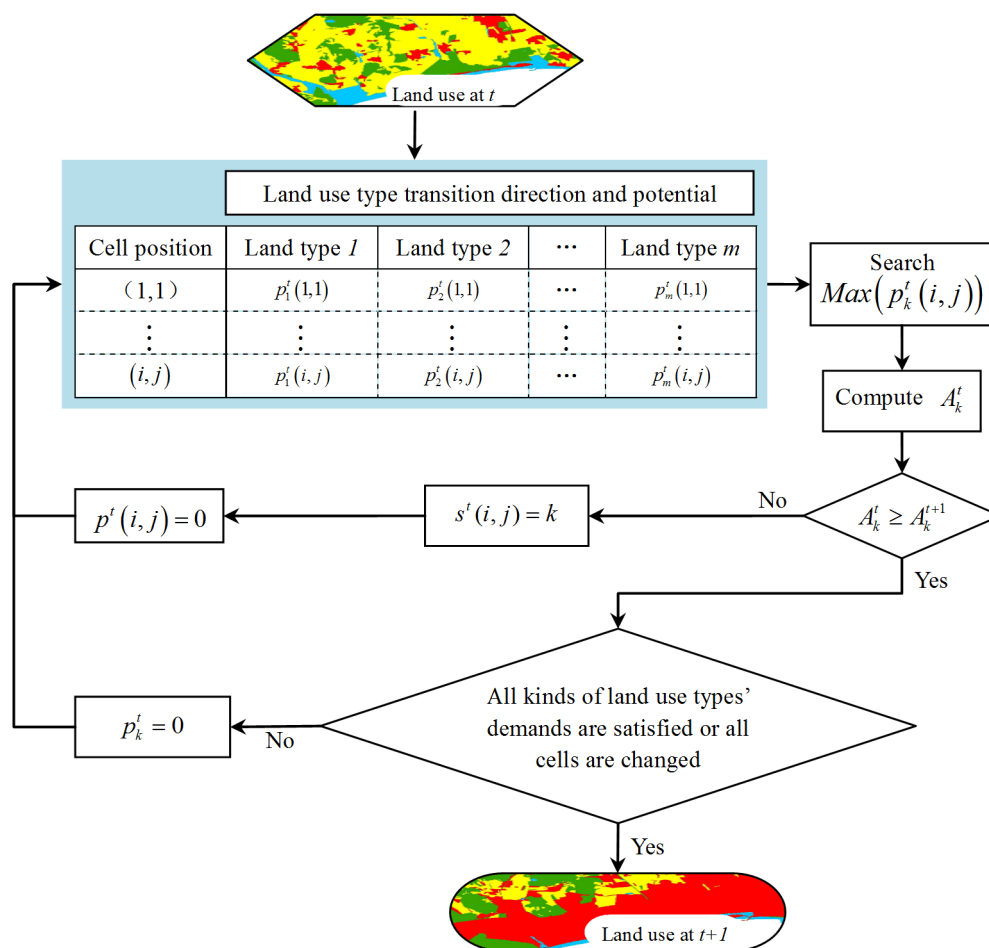 Land use at t
Land use type transition direction and potential
Cell position Land type 1 Land type 2 ... Land type m
(1,1) p_1^t(1,1) p_2^t(1,1) ... p_m^t(1,1)
⋮ ⋮ ⋮ ⋮ ⋮
(i,j) p_1^t(i,j) p_2^t(i,j) ... p_m^t(i,j)
Search
Max(p_k^t(i,j))
Compute A_k^t
A_k^t ≥ A_k^{t+1}
No
s^t(i,j)=k
p^t(i,j)=0
Yes
All kinds of land use types'
demands are satisfied or all
cells are changed
No
p_k^t=0
Yes
Land use at t+1